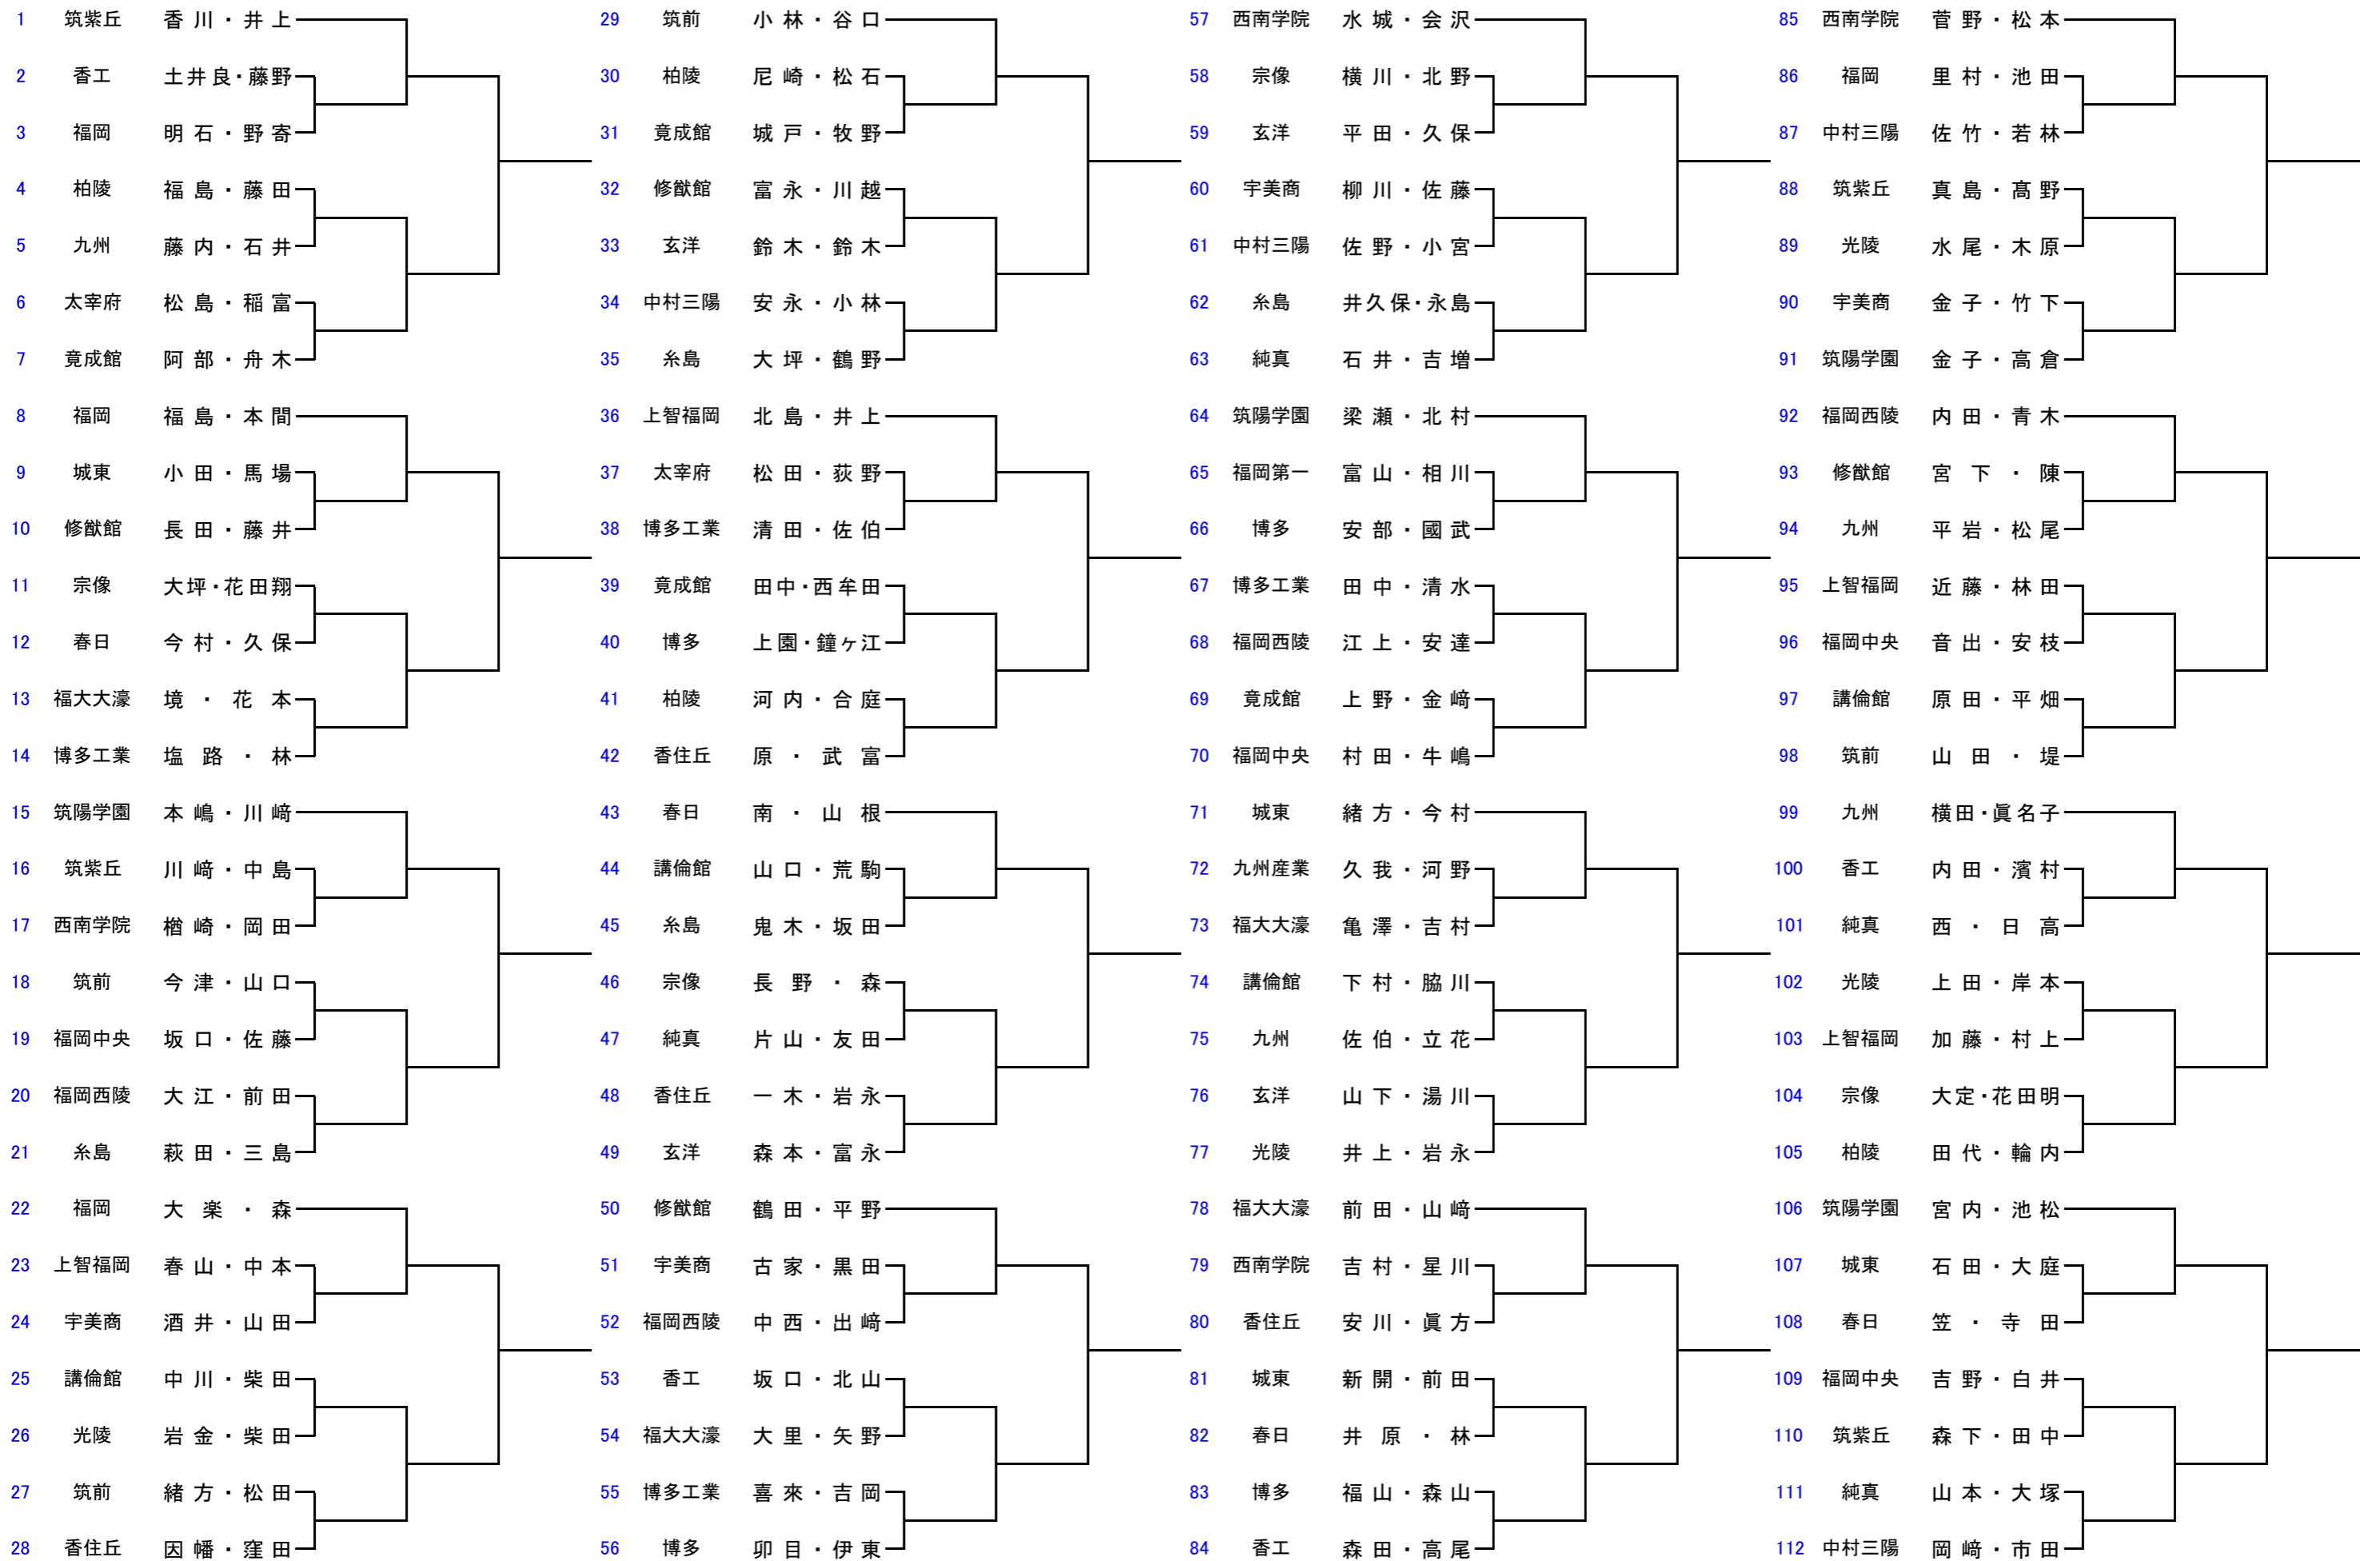 1 筑紫丘 香川・井上
2 香工 土井良・藤野
3 福岡 明石・野寄
4 柏陵 福島・藤田
5 九州 藤内・石井
6 太宰府 松島・稲富
7 竟成館 阿部・舟木
8 福岡 福島・本間
9 城東 小田・馬場
10 修猷館 長田・藤井
11 宗像 大坪・花田翔
12 春日 今村・久保
13 福大大濠 境・花本
14 博多工業 塩路・林
15 筑陽学園 本嶋・川﨑
16 筑紫丘 川﨑・中島
17 西南学院 楢崎・岡田
18 筑前 今津・山口
19 福岡中央 坂口・佐藤
20 福岡西陵 大江・前田
21 糸島 萩田・三島
22 福岡 大楽・森
23 上智福岡 春山・中本
24 宇美商 酒井・山田
25 講倫館 中川・柴田
26 光陵 岩金・柴田
27 筑前 緒方・松田
28 香住丘 因幡・窪田
29 筑前 小林・谷口
30 柏陵 尼崎・松石
31 竟成館 城戸・牧野
32 修猷館 富永・川越
33 玄洋 鈴木・鈴木
34 中村三陽 安永・小林
35 糸島 大坪・鶴野
36 上智福岡 北島・井上
37 太宰府 松田・荻野
38 博多工業 清田・佐伯
39 竟成館 田中・西牟田
40 博多 上園・鐘ヶ江
41 柏陵 河内・合庭
42 香住丘 原・武富
43 春日 南・山根
44 講倫館 山口・荒駒
45 糸島 鬼木・坂田
46 宗像 長野・森
47 純真 片山・友田
48 香住丘 一木・岩永
49 玄洋 森本・富永
50 修猷館 鶴田・平野
51 宇美商 古家・黒田
52 福岡西陵 中西・出﨑
53 香工 坂口・北山
54 福大大濠 大里・矢野
55 博多工業 喜來・吉岡
56 博多 卯目・伊東
57 西南学院 水城・会沢
58 宗像 横川・北野
59 玄洋 平田・久保
60 宇美商 柳川・佐藤
61 中村三陽 佐野・小宮
62 糸島 井久保・永島
63 純真 石井・吉増
64 筑陽学園 梁瀬・北村
65 福岡第一 富山・相川
66 博多 安部・國武
67 博多工業 田中・清水
68 福岡西陵 江上・安達
69 竟成館 上野・金﨑
70 福岡中央 村田・牛嶋
71 城東 緒方・今村
72 九州産業 久我・河野
73 福大大濠 亀澤・吉村
74 講倫館 下村・脇川
75 九州 佐伯・立花
76 玄洋 山下・湯川
77 光陵 井上・岩永
78 福大大濠 前田・山﨑
79 西南学院 吉村・星川
80 香住丘 安川・眞方
81 城東 新開・前田
82 春日 井原・林
83 博多 福山・森山
84 香工 森田・高尾
85 西南学院 菅野・松本
86 福岡 里村・池田
87 中村三陽 佐竹・若林
88 筑紫丘 真島・髙野
89 光陵 水尾・木原
90 宇美商 金子・竹下
91 筑陽学園 金子・高倉
92 福岡西陵 内田・青木
93 修猷館 宮下・陳
94 九州 平岩・松尾
95 上智福岡 近藤・林田
96 福岡中央 音出・安枝
97 講倫館 原田・平畑
98 筑前 山田・堤
99 九州 横田・眞名子
100 香工 内田・濱村
101 純真 西・日高
102 光陵 上田・岸本
103 上智福岡 加藤・村上
104 宗像 大定・花田明
105 柏陵 田代・輪内
106 筑陽学園 宮内・池松
107 城東 石田・大庭
108 春日 笠・寺田
109 福岡中央 吉野・白井
110 筑紫丘 森下・田中
111 純真 山本・大塚
112 中村三陽 岡﨑・市田